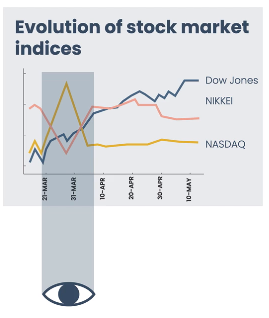 Evolution of stock market
indices
Dow Jones
NIKKEI
NASDAQ
21-MAR
31-MAR
10-APR
20-APR
30-APR
10-MAY